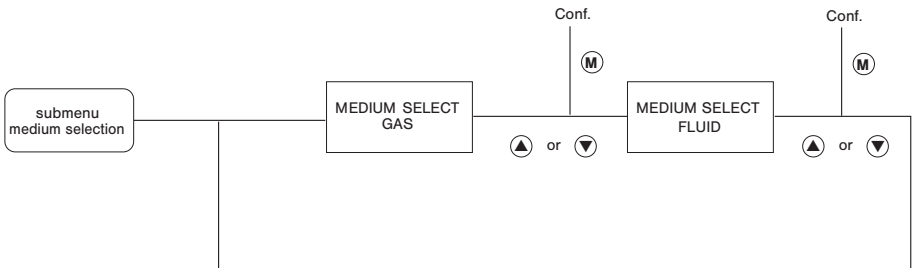 Conf.
Conf.
M
M
submenu
medium selection
MEDIUM SELECT
GAS
MEDIUM SELECT
FLUID
or
or